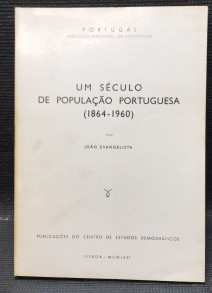 PORTUGAL
INSTITUTO NACIONAL DE ESTATÍSTICA
UM SÉCULO
DE POPULAÇÃO PORTUGUESA
(1864-1960)
POR
JOÃO EVANGELISTA
PUBLICAÇÕES DO CENTRO DE ESTUDOS DEMOGRÁFICOS
LISBOA - MCMLXXI